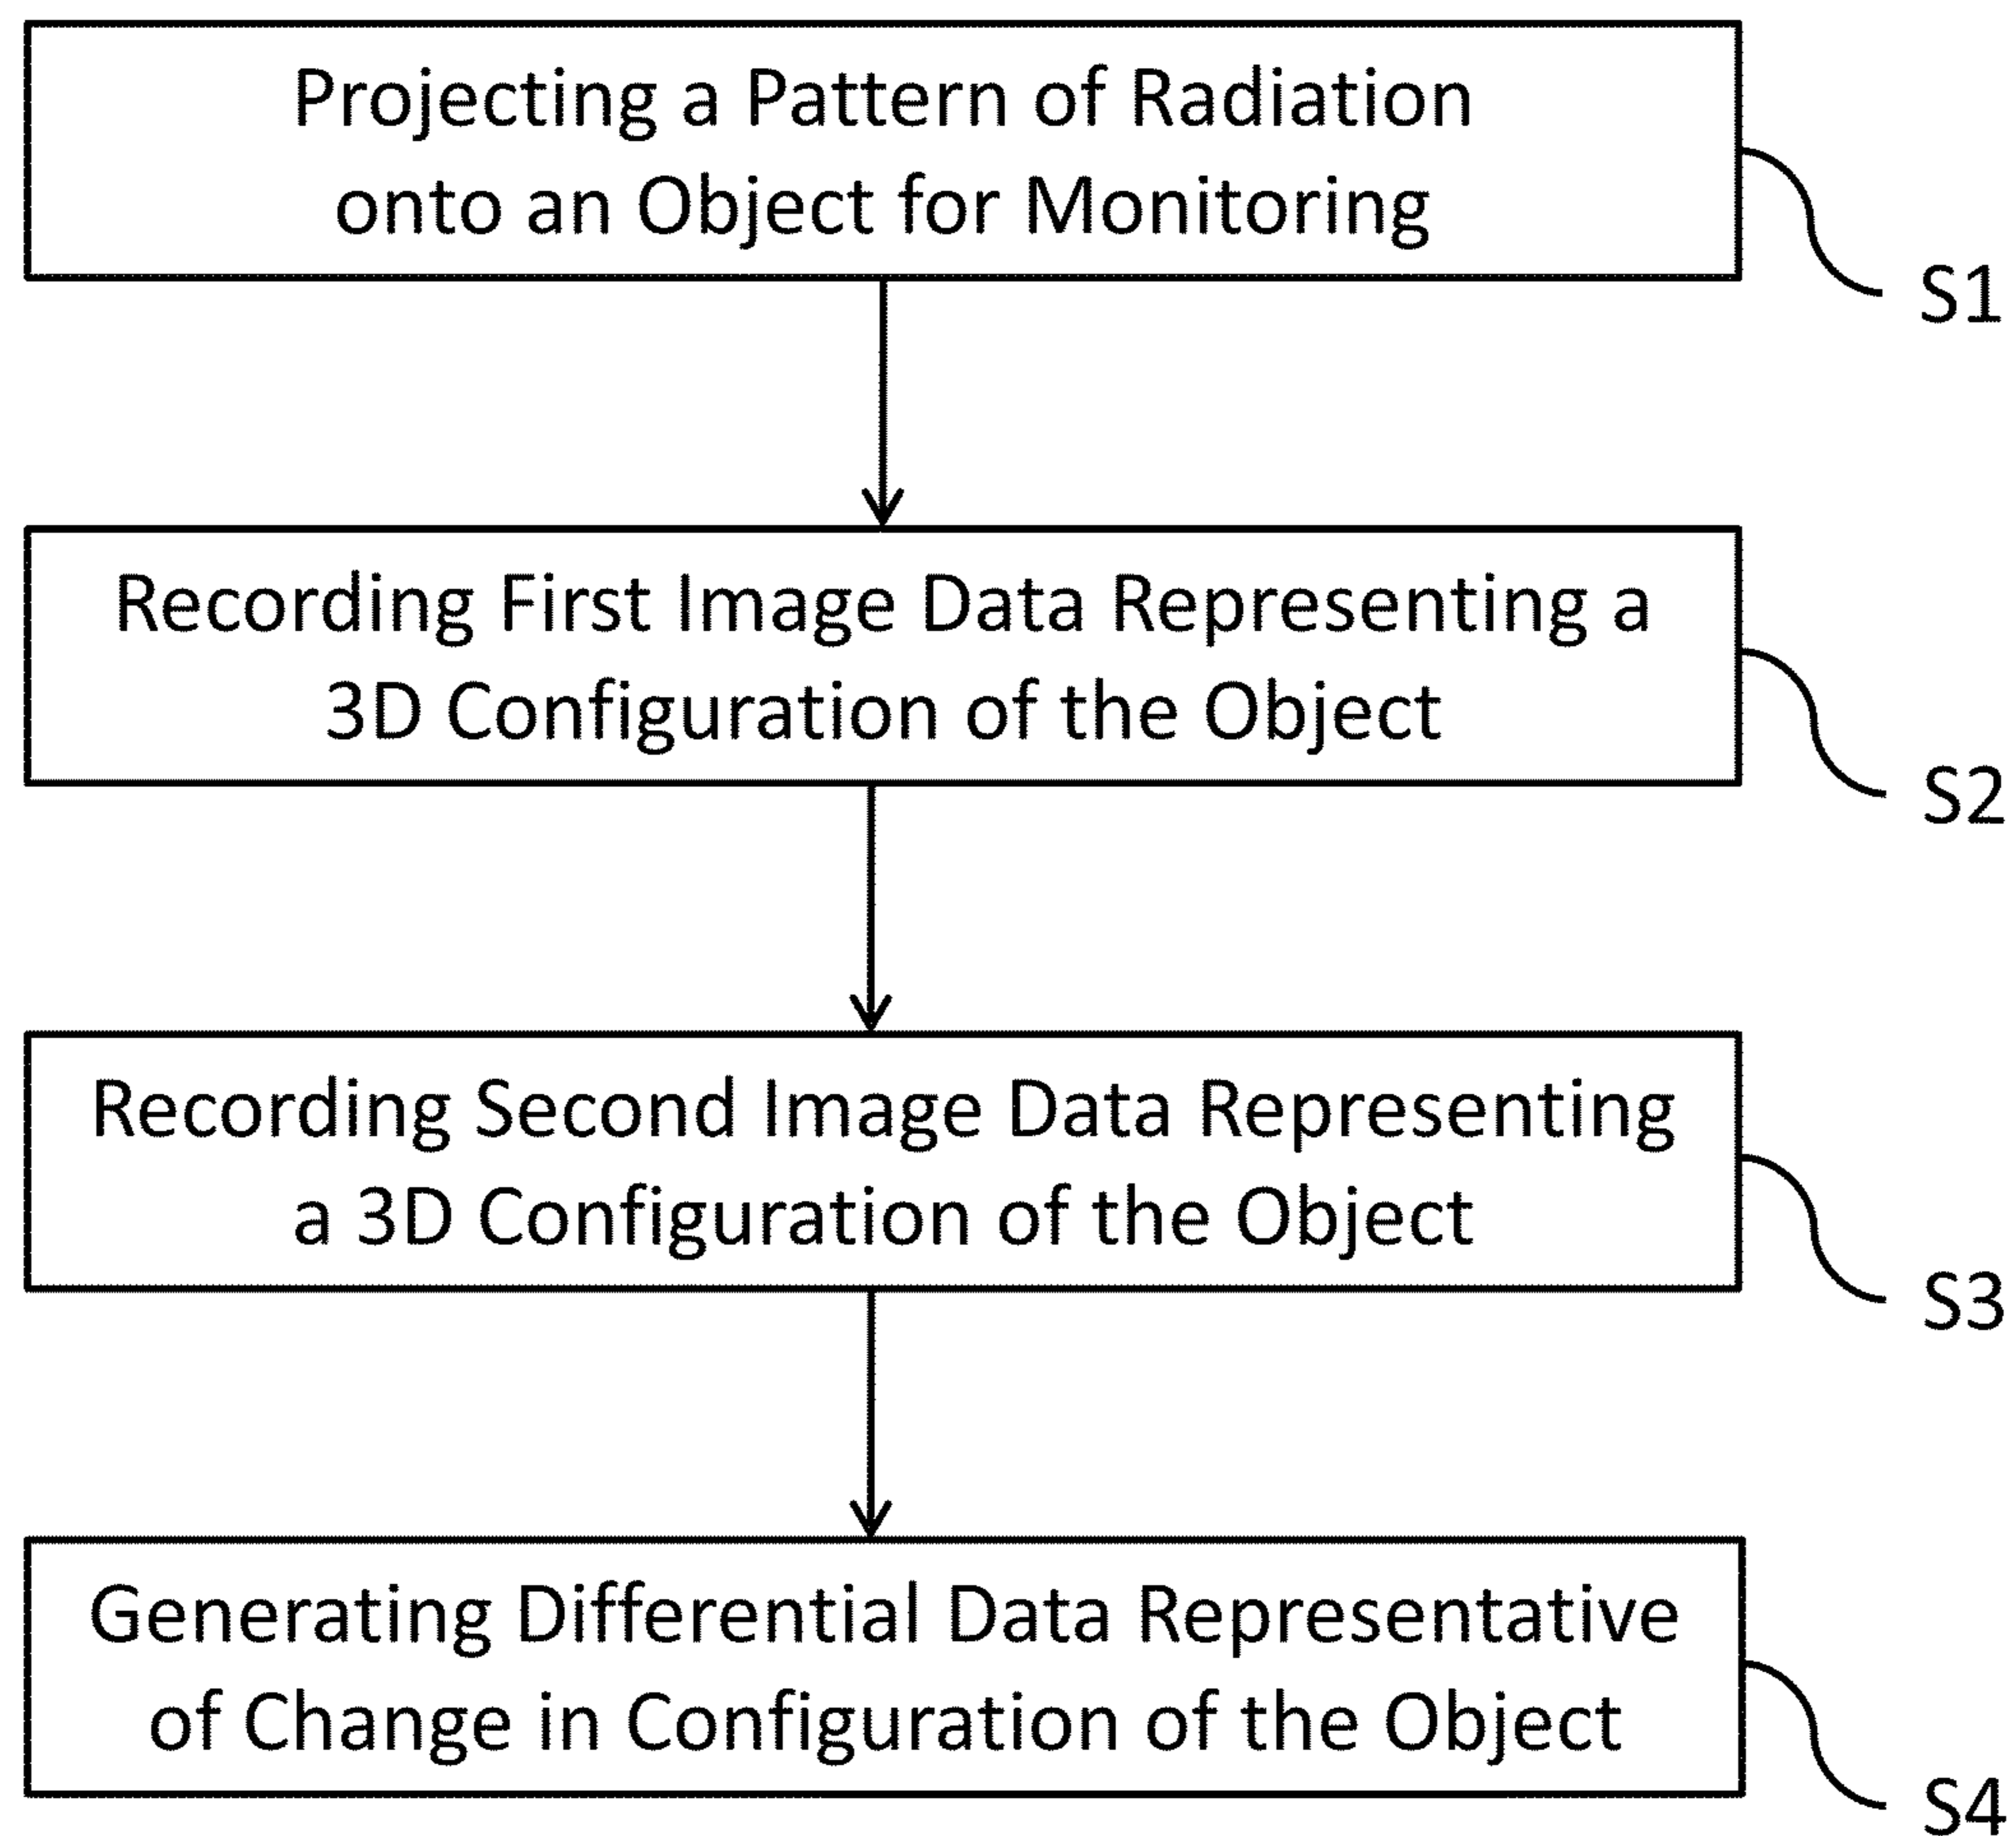 Projecting a Pattern of Radiation
onto an Object for Monitoring
S1
Recording First Image Data Representing a
3D Configuration of the Object
S2
Recording Second Image Data Representing
a 3D Configuration of the Object
S3
Generating Differential Data Representative
of Change in Configuration of the Object
S4